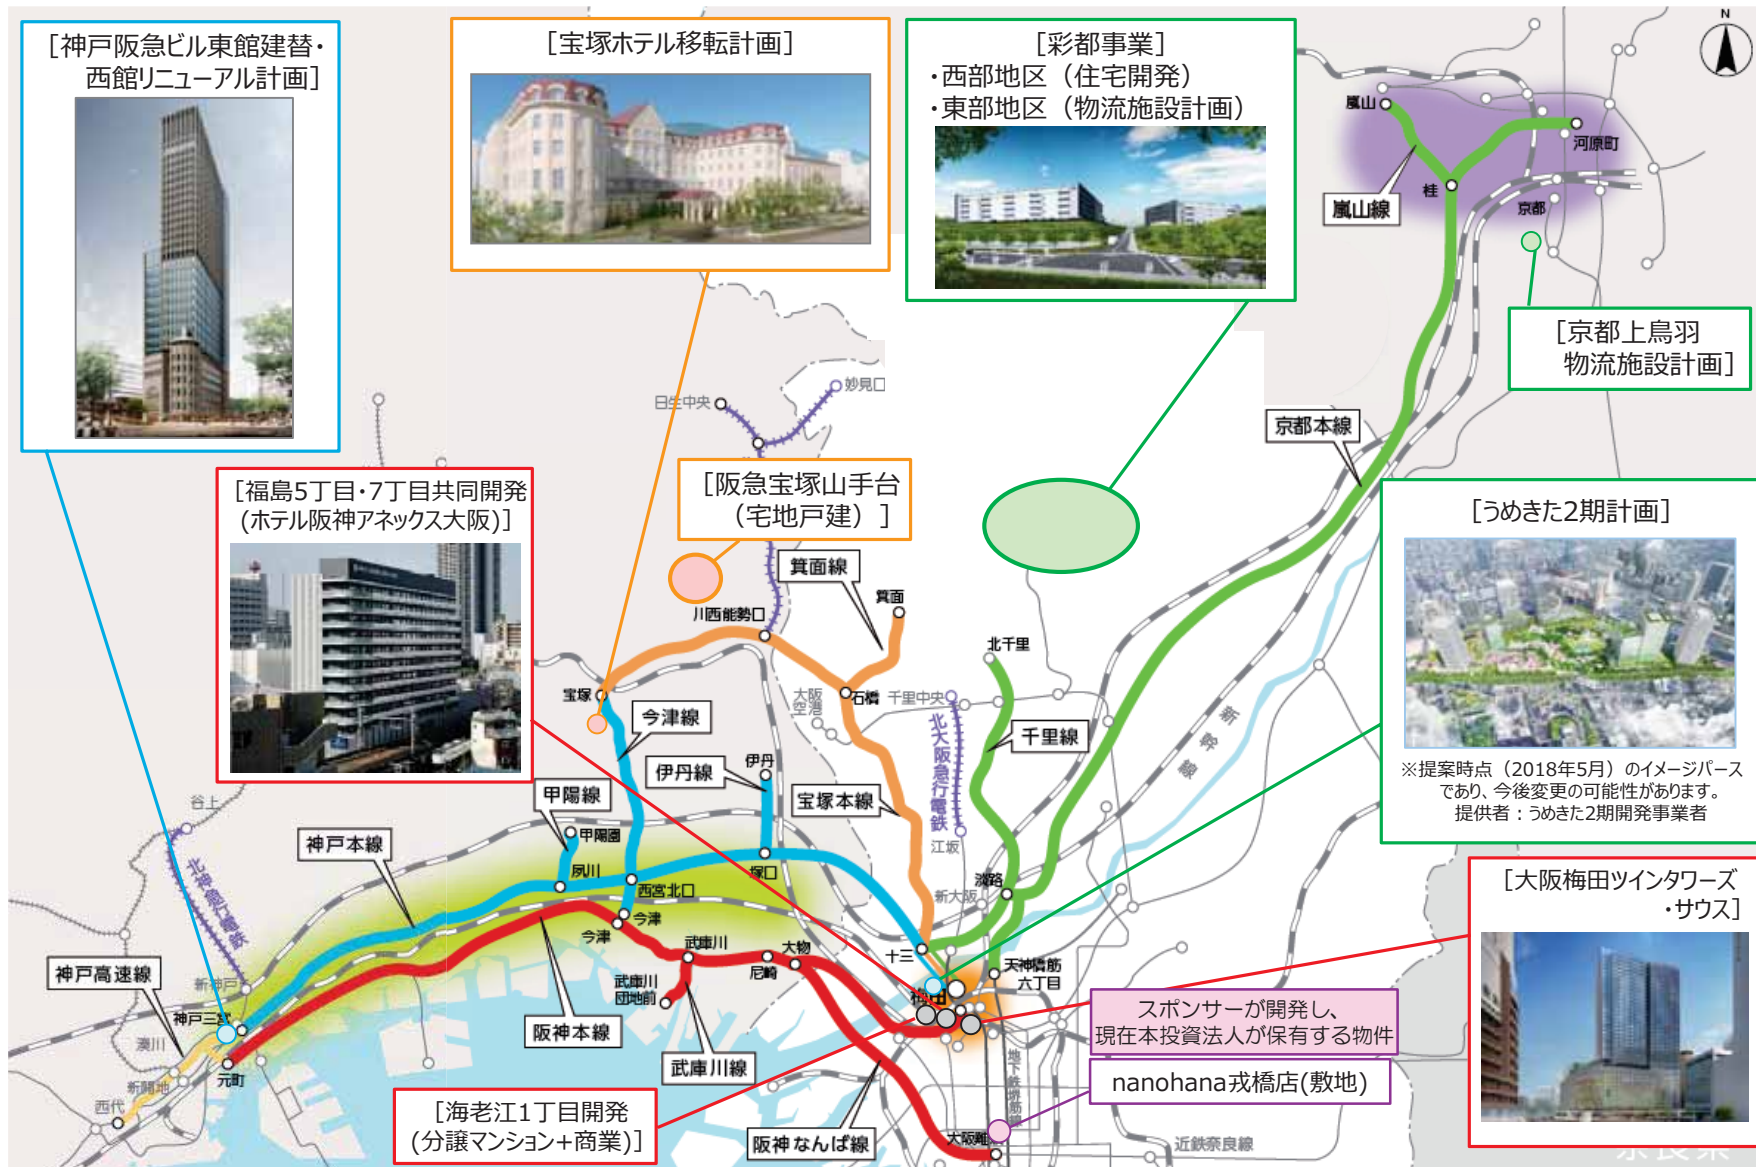 [神戸阪急ビル東館建替・
西館リニューアル計画]
[宝塚ホテル移転計画]
[彩都事業]
・西部地区（住宅開発）
・東部地区（物流施設計画）
N
嵐山
河原町
桂
京都
嵐山線
[京都上鳥羽
物流施設計画]
京都本線
妙見口
日生中央
[福島5丁目・7丁目共同開発
(ホテル阪神アネックス大阪)]
[阪急宝塚山手台
（宅地戸建）]
[うめきた2期計画]
※提案時点（2018年5月）のイメージパース
であり、今後変更の可能性があります。
提供者：うめきた2期開発事業者
箕面線
箕面
川西能勢口
北千里
宝塚
石橋
大阪
空港
千里中央
今津線
千里線
新幹線
北大阪急行電鉄
伊丹
伊丹線
甲陽線
宝塚本線
谷上
甲陽園
神戸本線
江坂
夙川
西宮北口
塚口
淡路
新大阪
北神急行電鉄
今津
今津
武庫川
大物
尼崎
十三
天神橋筋
六丁目
神戸高速線
新神戸
武庫川
団地前
梅田
神戸三宮
阪神本線
武庫川線
湊川
新開地
元町
西代
[大阪梅田ツインタワーズ
・サウス]
スポンサーが開発し、
現在本投資法人が保有する物件
nanohana戎橋店(敷地)
地下鉄堺筋線
[海老江1丁目開発
(分譲マンション+商業)]
阪神なんば線
大阪難
近鉄奈良線